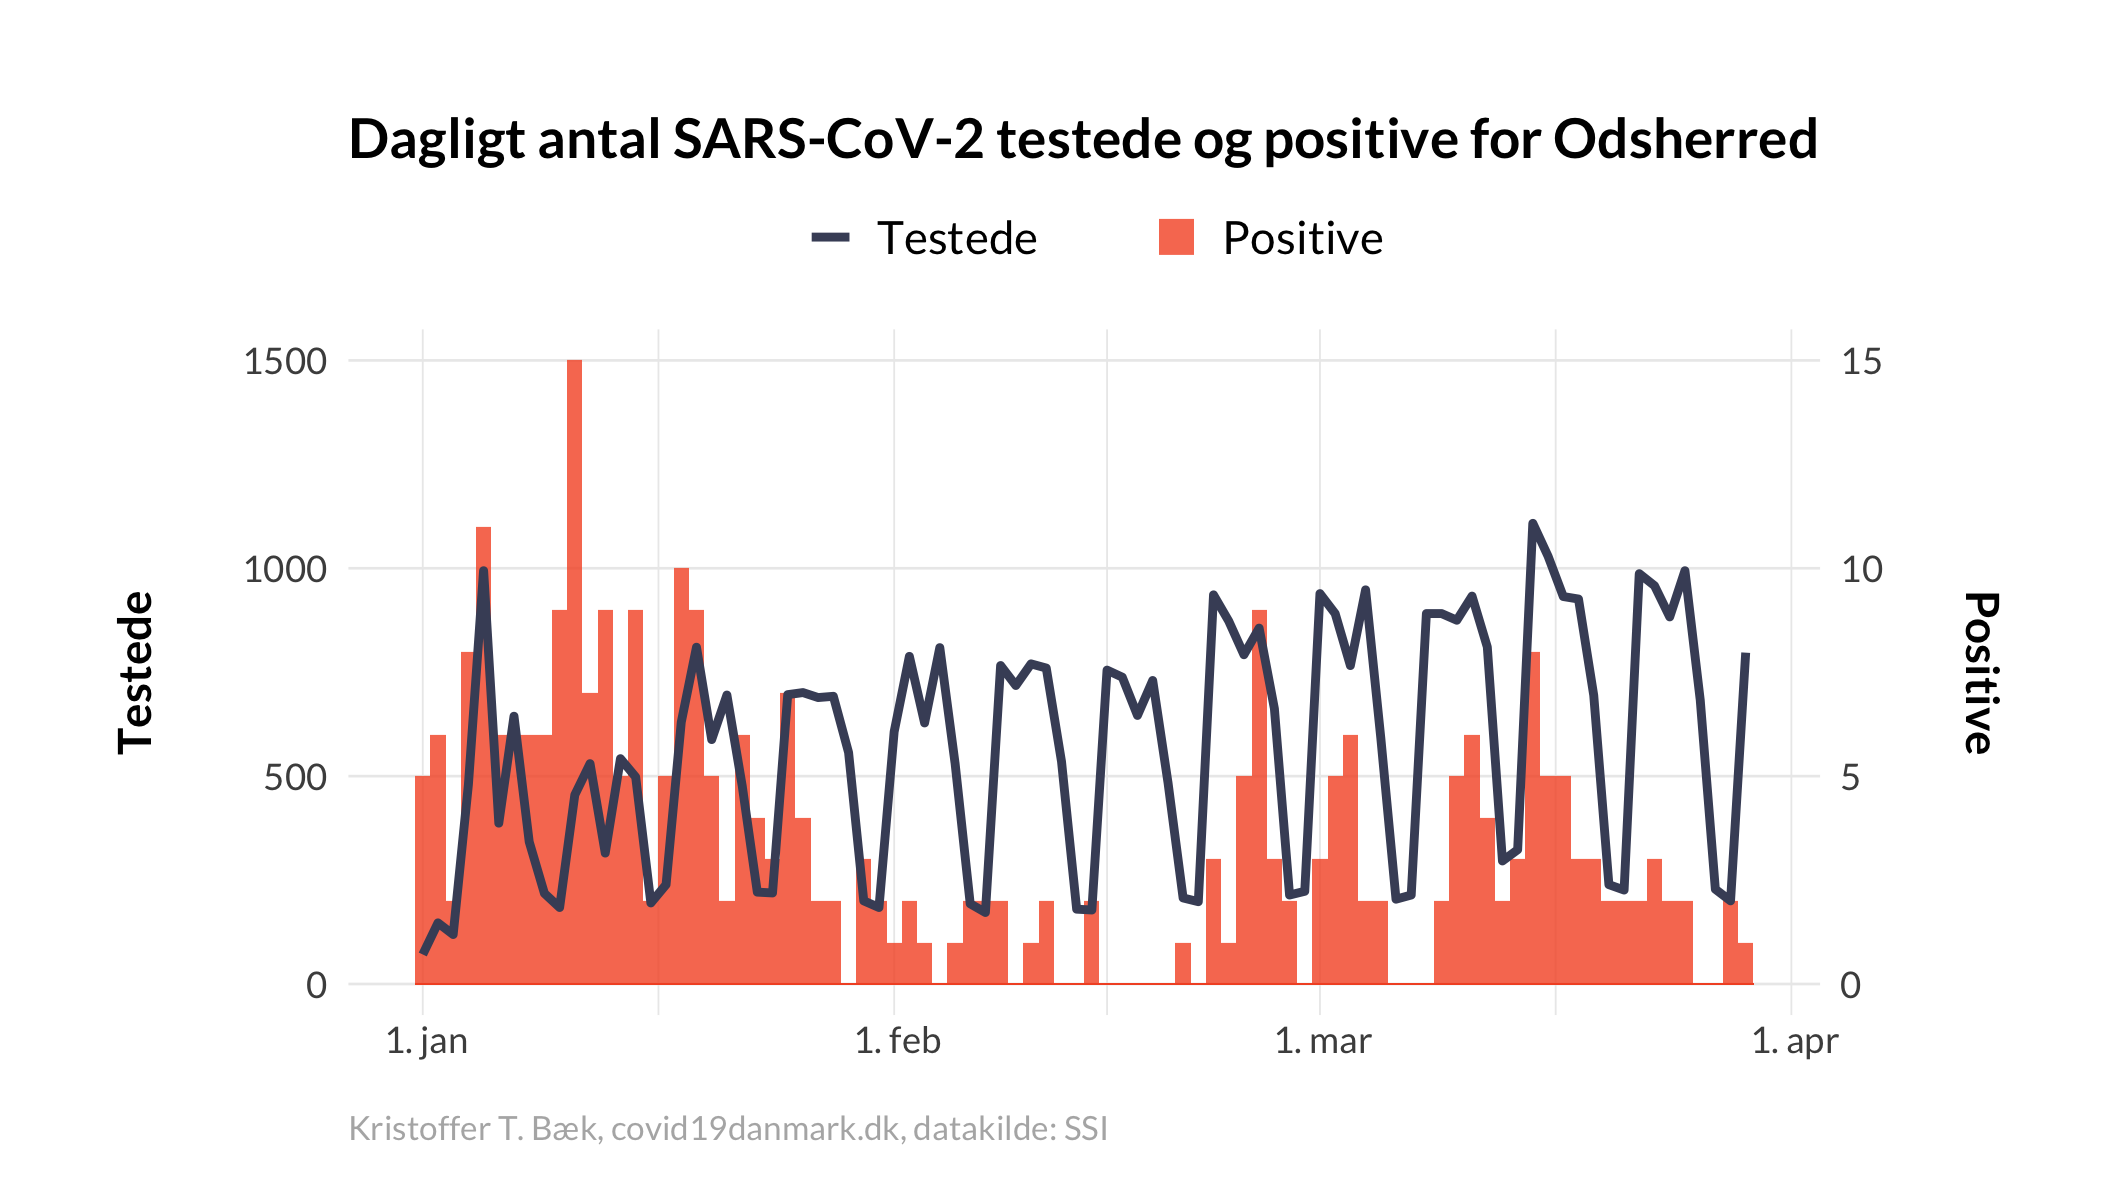 Dagligt antal SARS-CoV-2 testede og positive for Odsherred
Testede
Positive
1500
1000
500
0
15
10
5
0
Testede
Positive
1. jan
1. feb
1. mar
1. apr
Kristoffer T. Bæk, covid19danmark.dk, datakilde: SSI